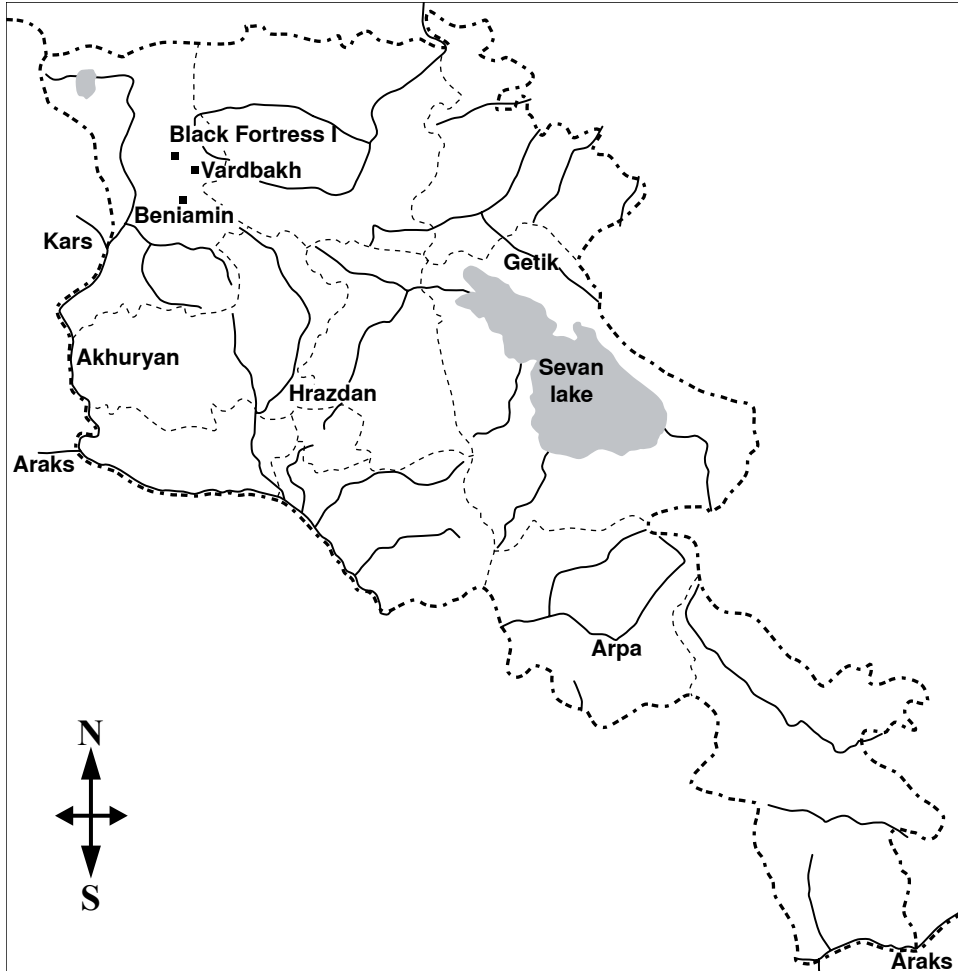 Black Fortress I
Vardbakh
Beniamin
Kars
Getik
Akhuryan
Sevan
lake
Hrazdan
Araks
Arpa
N
S
Araks